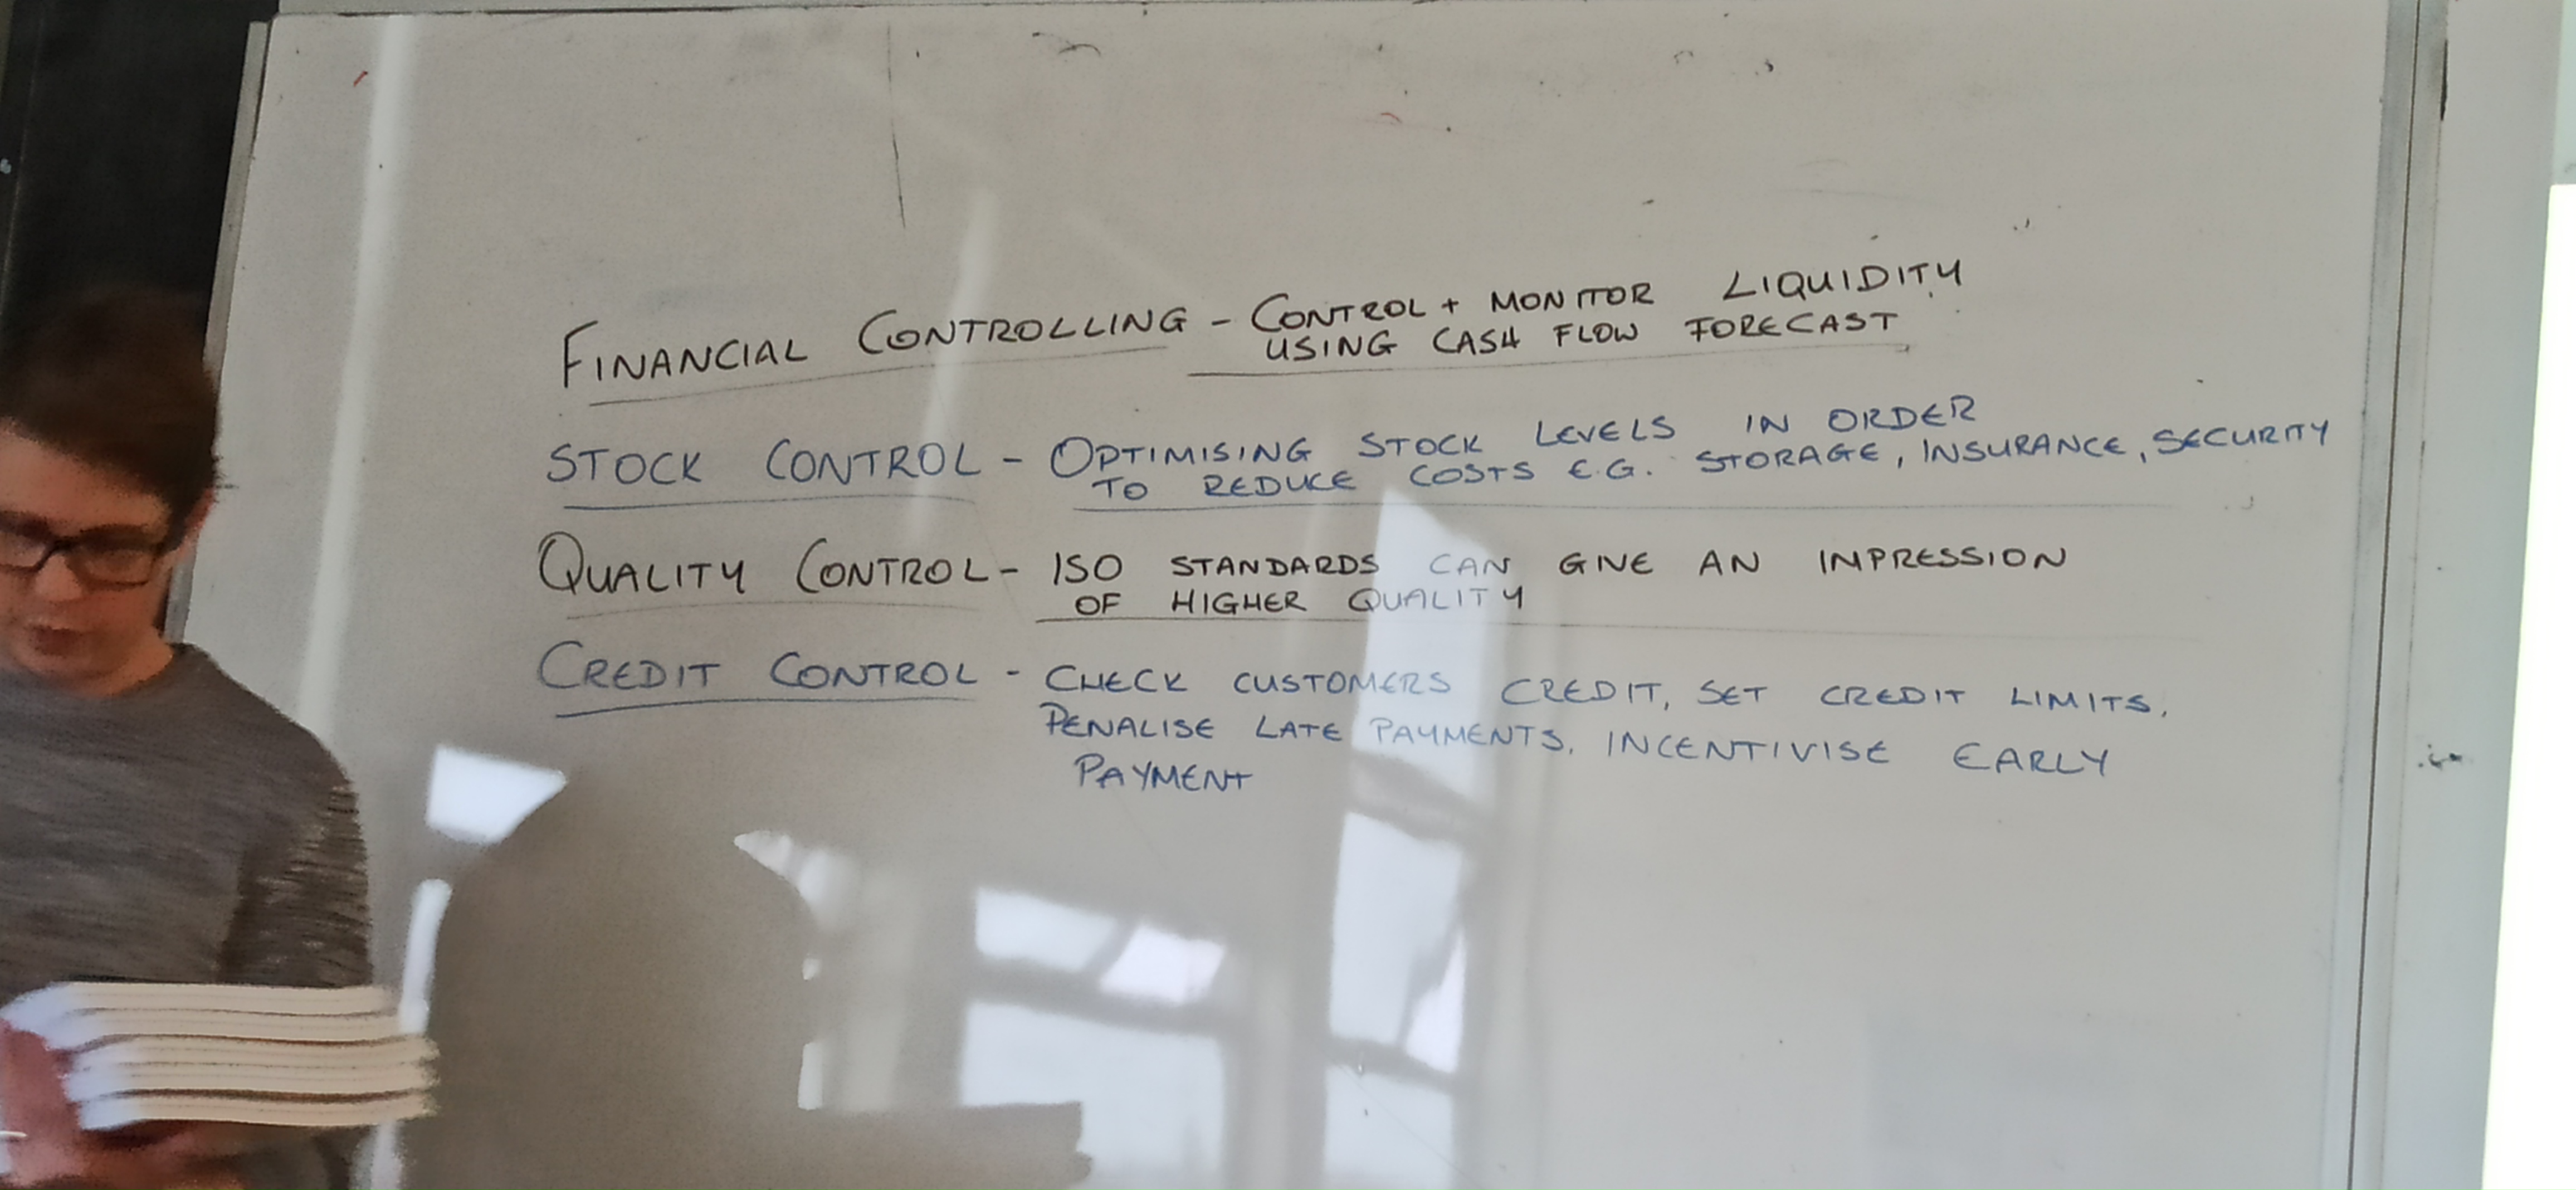 FINANCIAL CONTROLLING - CONTROL + MONITOR LIQUIDITY
USING CASH FLOW FORECAST
STOCK CONTROL - OPTIMISING STOCK LEVELS IN ORDER
TO REDUCE COSTS E.G. STORAGE, INSURANCE, SECURITY
QUALITY CONTROL - ISO STANDARDS CAN GIVE AN IMPRESSION
OF HIGHER QUALITY
CREDIT CONTROL - CHECK CUSTOMERS CREDIT, SET CREDIT LIMITS,
PENALISE LATE PAYMENTS, INCENTIVISE EARLY
PAYMENT